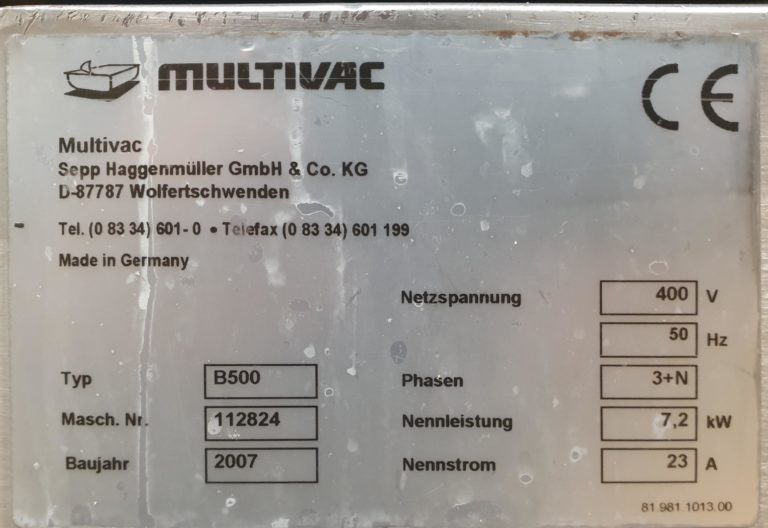 MULTIVAC
CE
Multivac
Sepp Haggenmüller GmbH & Co. KG
D-87787 Wolfertschwenden
Tel. (0 83 34) 601-0 • Telefax (0 83 34) 601 199
Made in Germany
Netzspannung 400 V
50 Hz
Typ B500 Phasen 3+N
Masch. Nr. 112824 Nennleistung 7,2 kW
Baujahr 2007 Nennstrom 23 A
81.981.1013.00